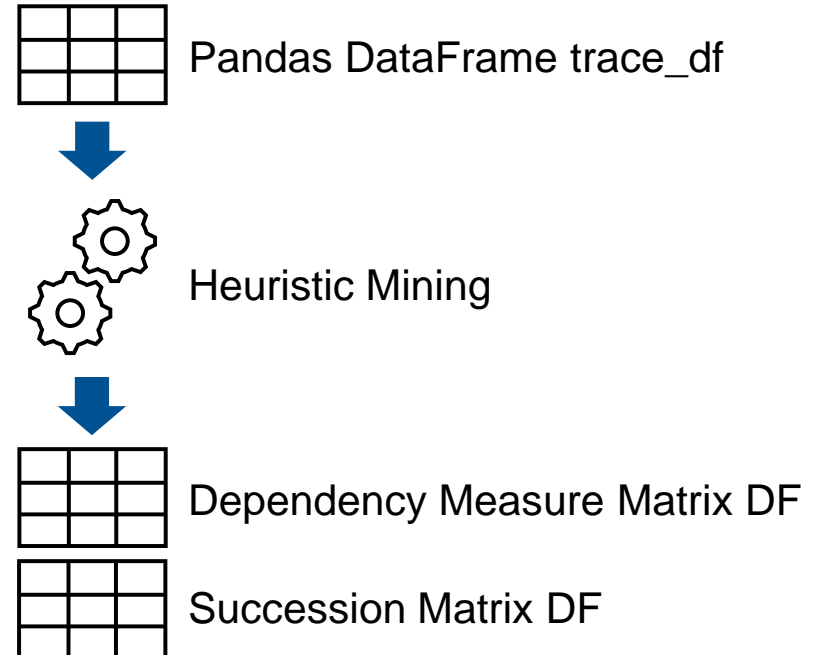 Pandas DataFrame trace_df
Heuristic Mining
Dependency Measure Matrix DF
Succession Matrix DF